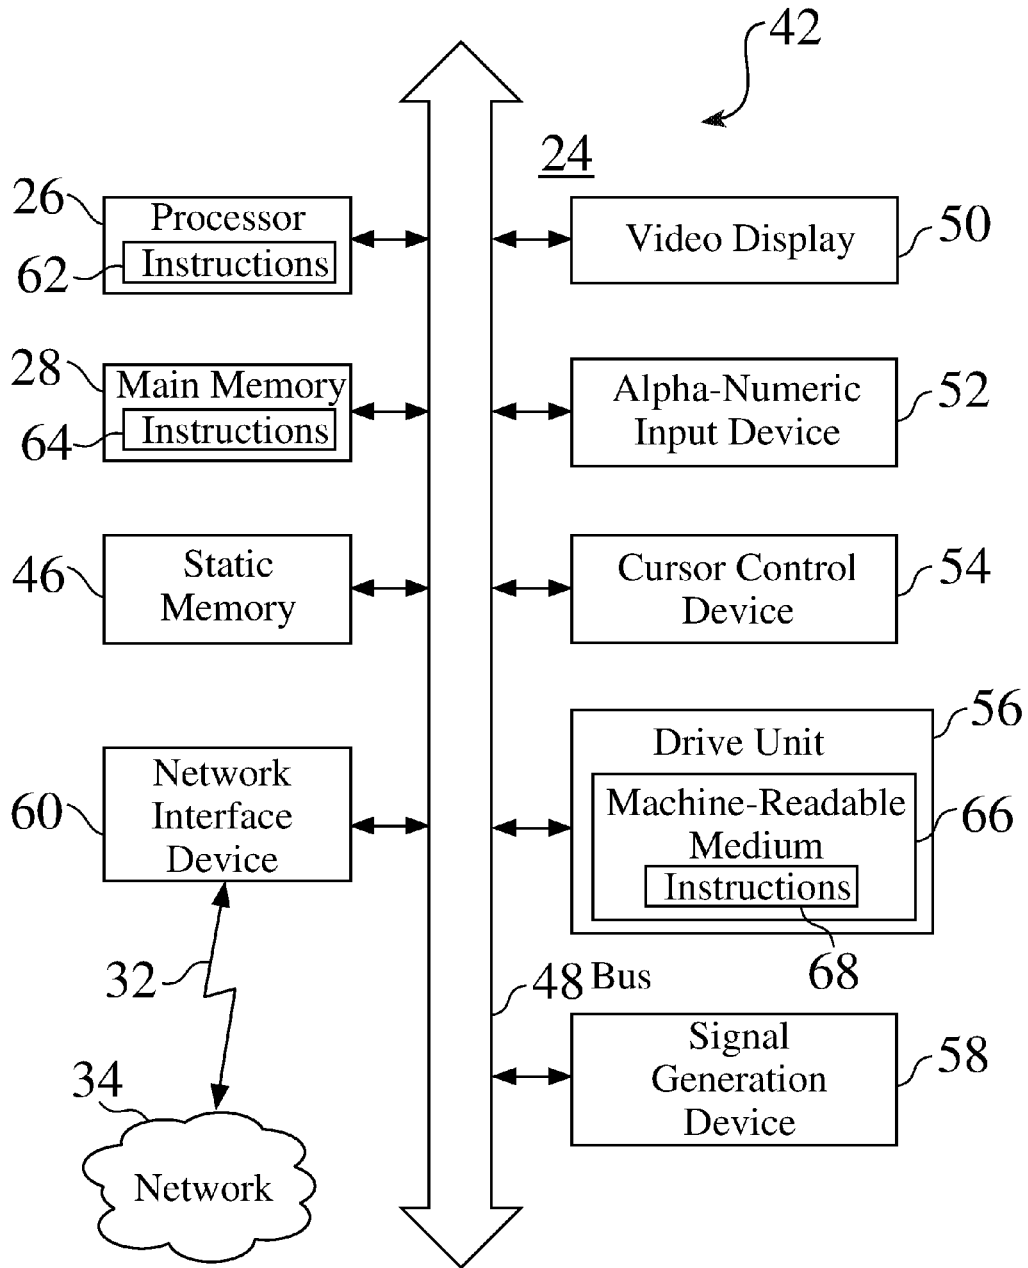 42
24
26
Processor
62
Instructions
50
Video Display
28
Main Memory
64
Instructions
52
Alpha-Numeric
Input Device
46
Static
Memory
54
Cursor Control
Device
60
Network
Interface
Device
56
Drive Unit
66
Machine-Readable
Medium
Instructions
68
32
48 Bus
58
Signal
Generation
Device
34
Network